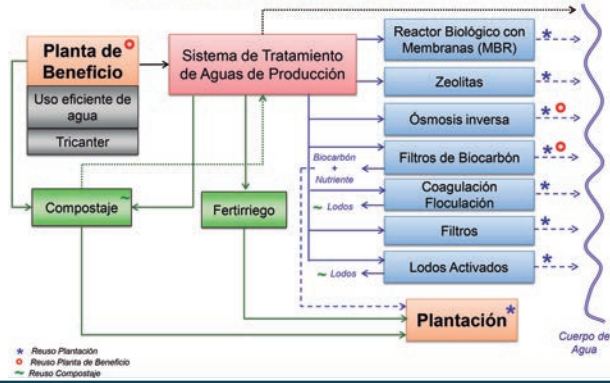 Planta de
Beneficio
Uso eficiente de
agua
Tricanter
Sistema de Tratamiento
de Aguas de Producción
Reactor Biológico con
Membranas (MBR)
*
Zeolitas
*
Ósmosis inversa
*
Filtros de Biocarbón
*
Biocarbón
+
Nutriente
Coagulación
Floculación
*
~ Lodos
Filtros
*
Lodos Activados
*
~ Lodos
Compostaje ~
Fertirriego
Plantación*
Cuerpo de
Agua
* Reuso Plantación
Reuso Planta de Beneficio
~ Reuso Compostaje